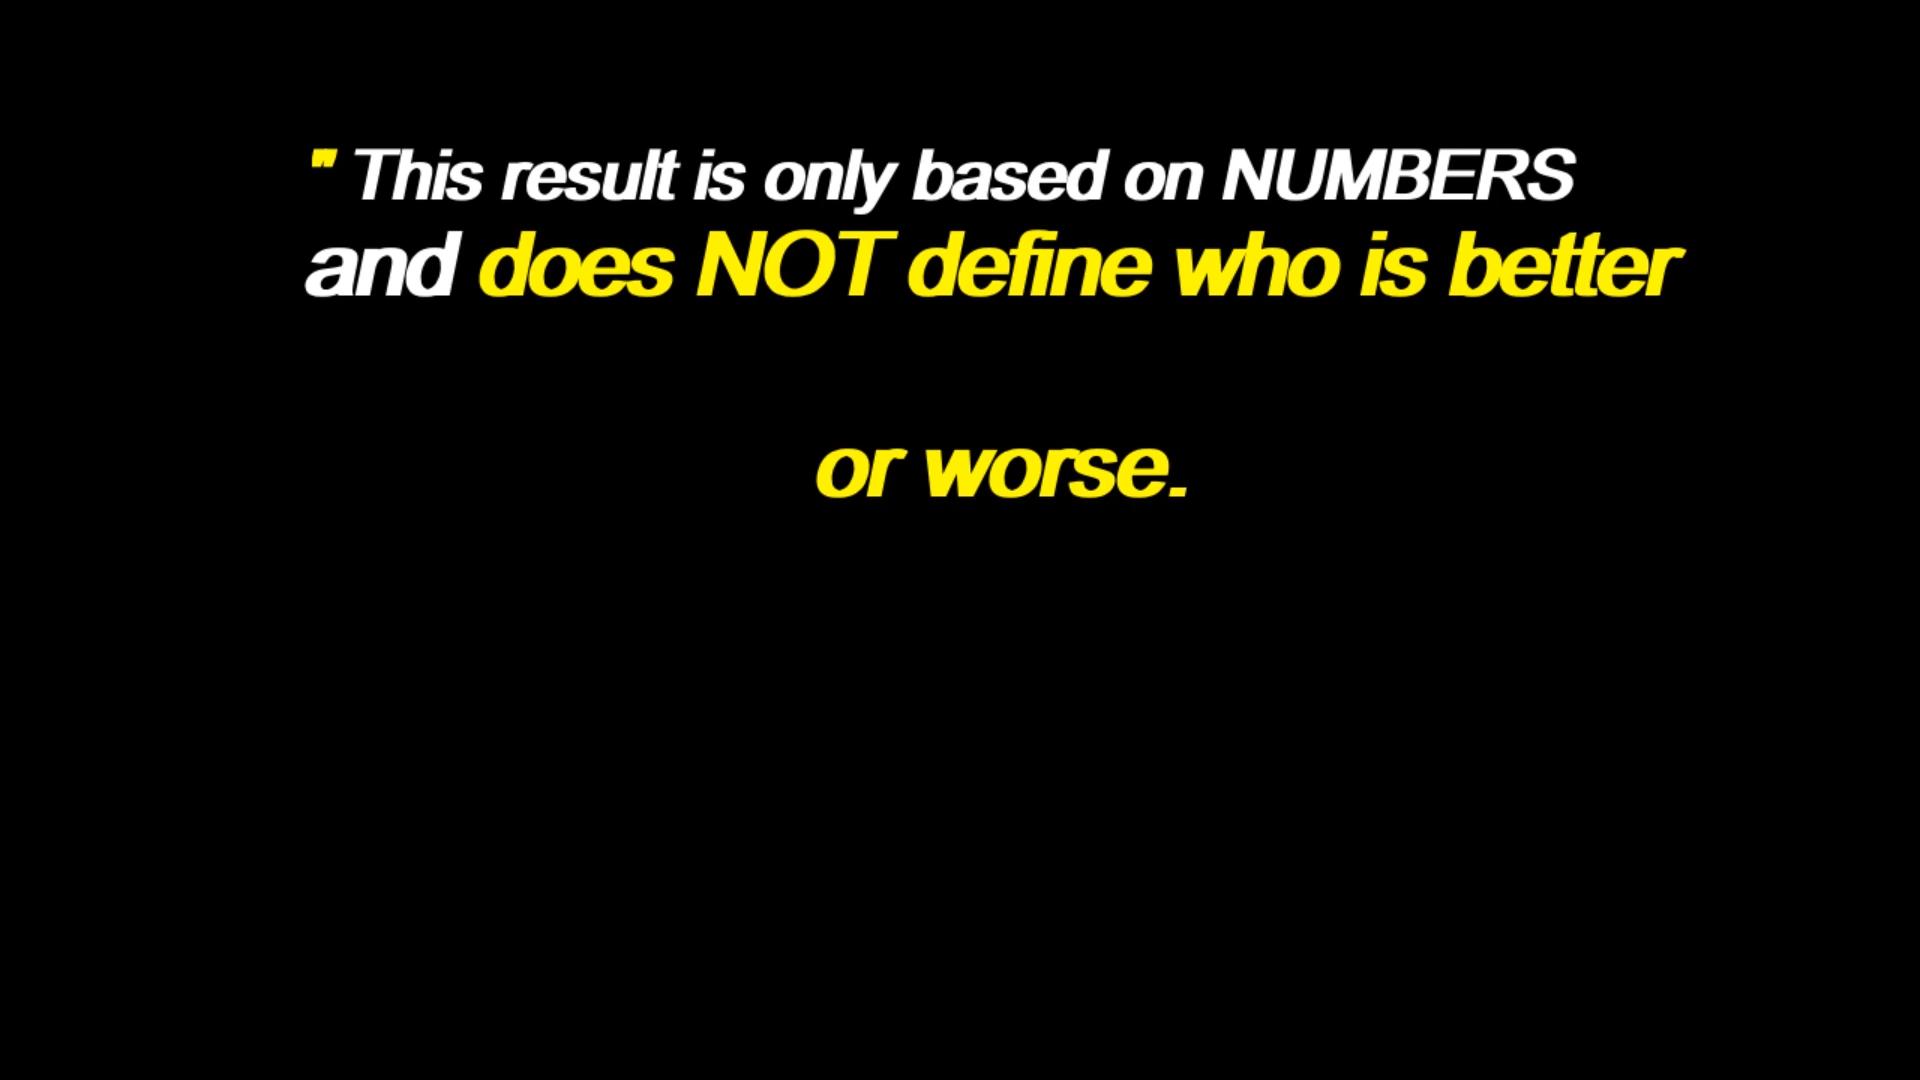 " This result is only based on NUMBERS
and does NOT define who is better
or worse.